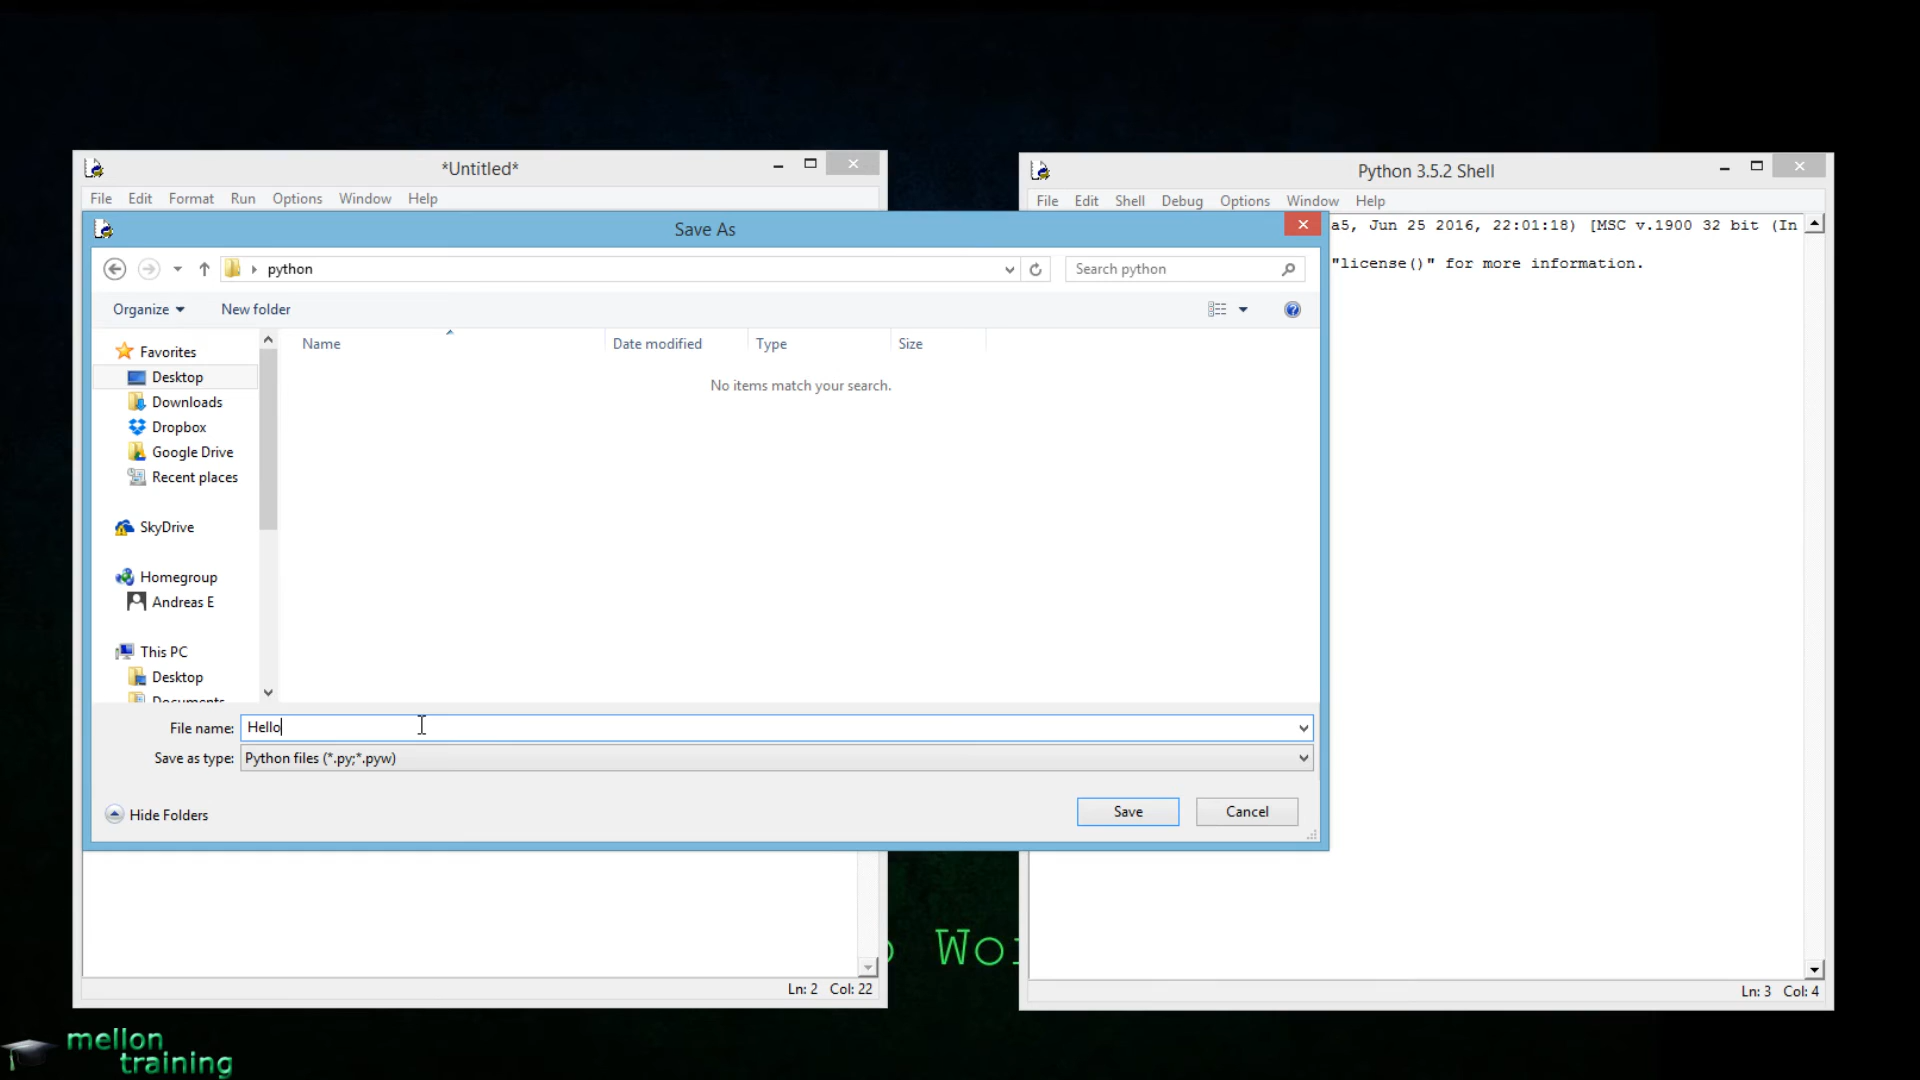 *Untitled*
File Edit Format Run Options Window Help
Python 3.5.2 Shell
File Edit Shell Debug Options Window Help
a5, Jun 25 2016, 22:01:18) [MSC v.1900 32 bit (In
"license()" for more information.
Save As
python
Search python
Organize
New folder
Name Date modified Type Size
No items match your search.
Favorites
Desktop
Downloads
Dropbox
Google Drive
Recent places
SkyDrive
Homegroup
Andreas E
This PC
Desktop
Documents
File name: Hello
Save as type: Python files (*.py;*.pyw)
Hide Folders
Save
Cancel
Ln: 2 Col: 22
Ln: 3 Col: 4
mellon
training